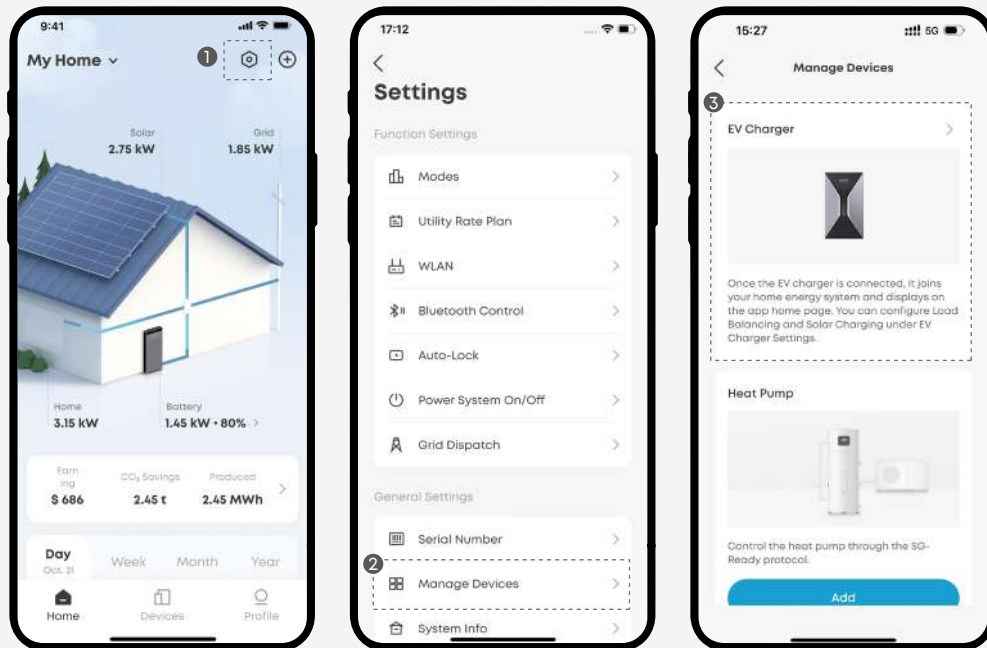 9:41
My Home
1
Solar
2.75 kW
Grid
1.85 kW
Home
3.15 kW
Battery
1.45 kW • 80%
Earn
ing
$ 686
CO₂ Savings
2.45 t
Produced
2.45 MWh
Day
Oct. 21
Week
Month
Year
Home
Devices
Profile
17:12
Settings
Function Settings
Modes
Utility Rate Plan
WLAN
Bluetooth Control
Auto-Lock
Power System On/Off
Grid Dispatch
General Settings
Serial Number
2
Manage Devices
System Info
15:27
5G
Manage Devices
3
EV Charger
Once the EV charger is connected, it joins
your home energy system and displays on
the app home page. You can configure Load
Balancing and Solar Charging under EV
Charger Settings.
Heat Pump
Control the heat pump through the SG-
Ready protocol.
Add